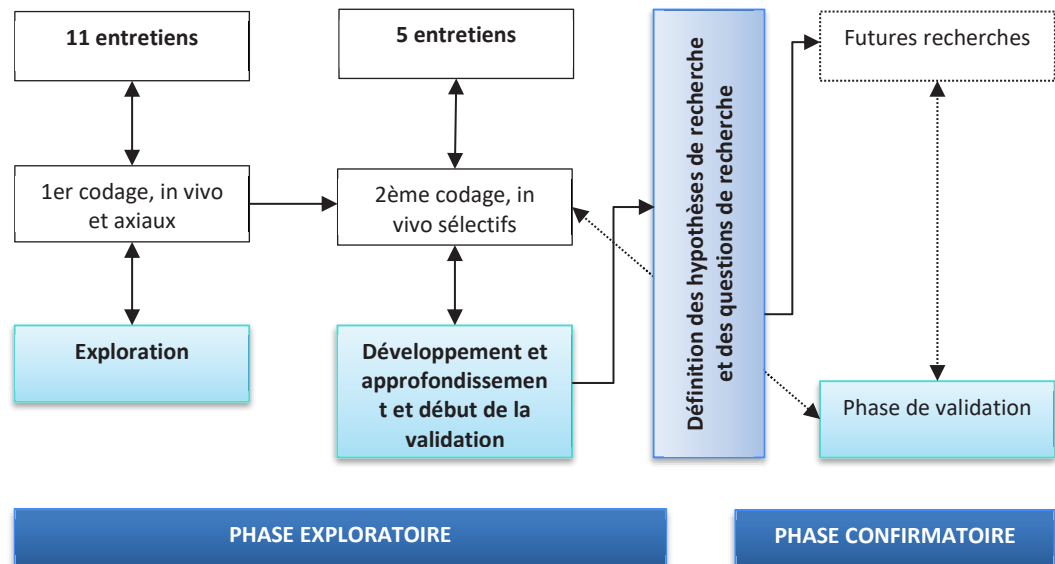 11 entretiens
5 entretiens
Définition des hypothèses de recherche
et des questions de recherche
Futures recherches
1er codage, in vivo
et axiaux
2ème codage, in
vivo sélectifs
Exploration
Développement et
approfondissemen
t et début de la
validation
Phase de validation
PHASE EXPLORATOIRE
PHASE CONFIRMATOIRE